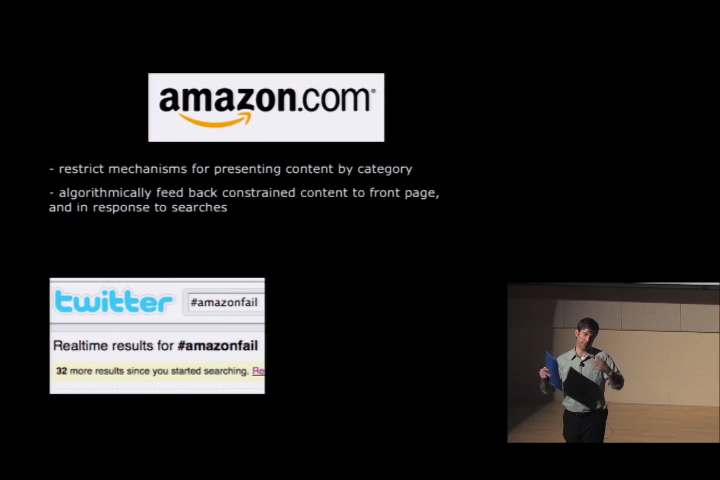 amazon.com
- restrict mechanisms for presenting content by category
- algorithmically feed back constrained content to front page,
and in response to searches
twitter
#amazonfail
Realtime results for #amazonfail
32 more results since you started searching. Re